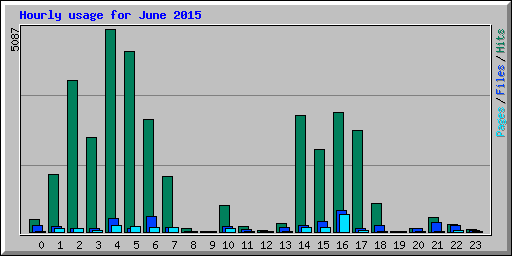 Hourly usage for June 2015
5087
Pages / Files / Hits
0 1 2 3 4 5 6 7 8 9 10 11 12 13 14 15 16 17 18 19 20 21 22 23